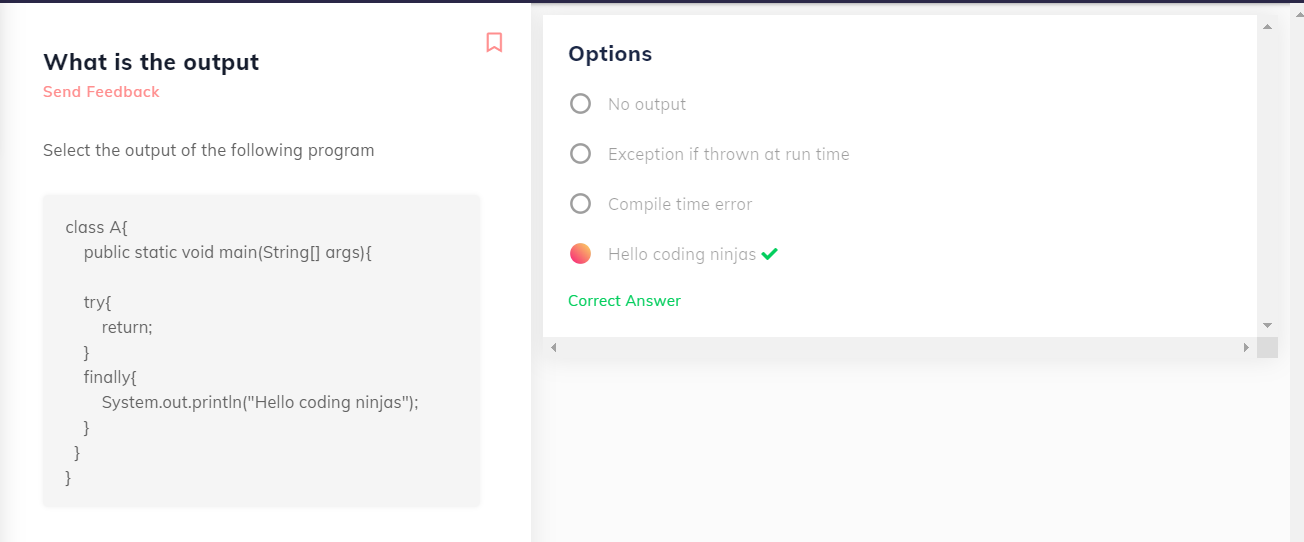 What is the output
Send Feedback
Select the output of the following program
class A{
    public static void main(String[] args){

    try{
        return;
    }
    finally{
        System.out.println("Hello coding ninjas");
    }
  }
}
Options
No output
Exception if thrown at run time
Compile time error
Hello coding ninjas
Correct Answer